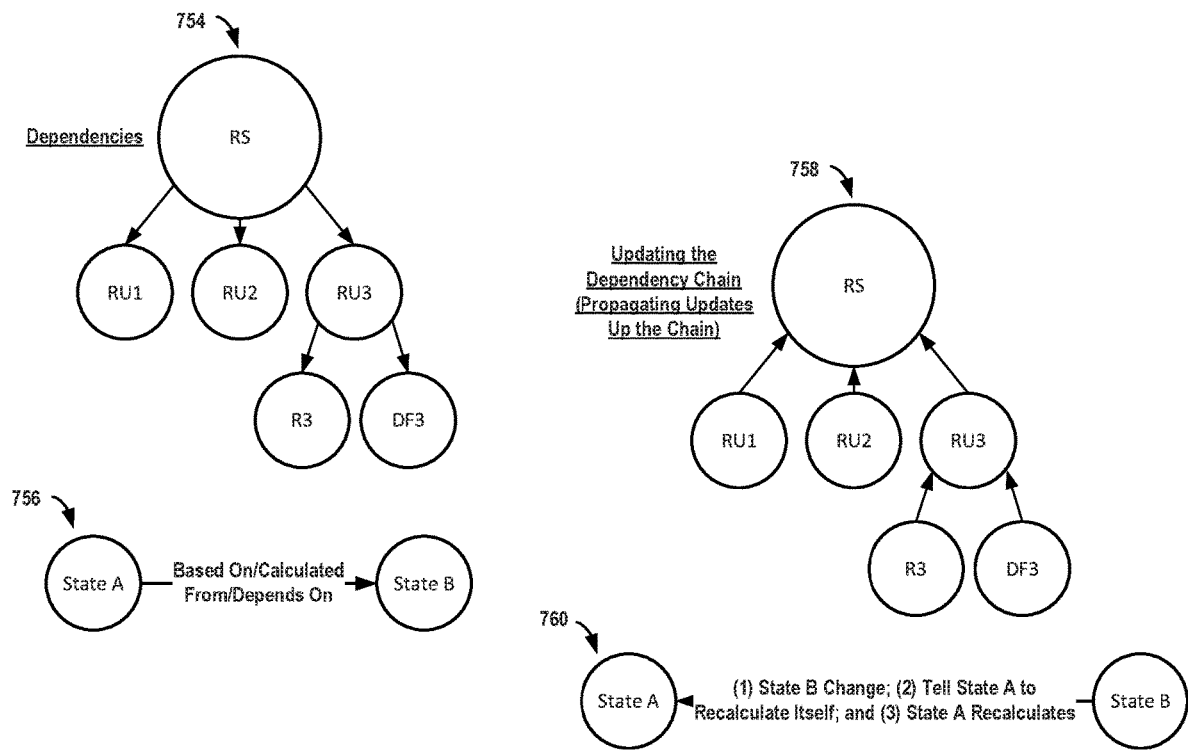 754
Dependencies
RS
RU1
RU2
RU3
R3
DF3
756
State A
Based On/Calculated
From/Depends On
State B
758
Updating the
Dependency Chain
(Propagating Updates
Up the Chain)
RS
RU1
RU2
RU3
R3
DF3
760
State A
(1) State B Change; (2) Tell State A to
Recalculate Itself; and (3) State A Recalculates
State B